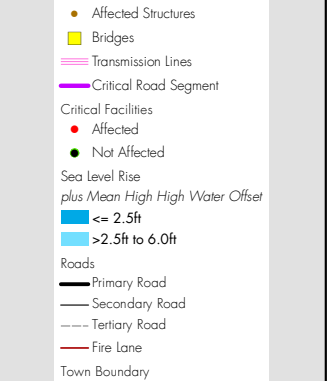 Affected Structures
Bridges
Transmission Lines
Critical Road Segment
Critical Facilities
Affected
Not Affected
Sea Level Rise
plus Mean High High Water Offset
<= 2.5ft
>2.5ft to 6.0ft
Roads
Primary Road
Secondary Road
Tertiary Road
Fire Lane
Town Boundary